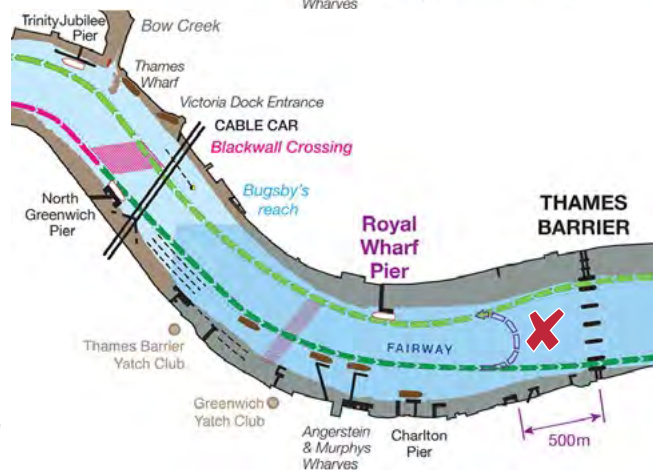 Wharves
Trinity Jubilee
Pier
Bow Creek
Thames
Wharf
Victoria Dock Entrance
CABLE CAR
Blackwall Crossing
North
Greenwich
Pier
Bugsby's
reach
Royal
Wharf
Pier
THAMES
BARRIER
Thames Barrier
Yatch Club
FAIRWAY
Greenwich
Yatch Club
Angerstein
& Murphys
Wharves
Charlton
Pier
500m